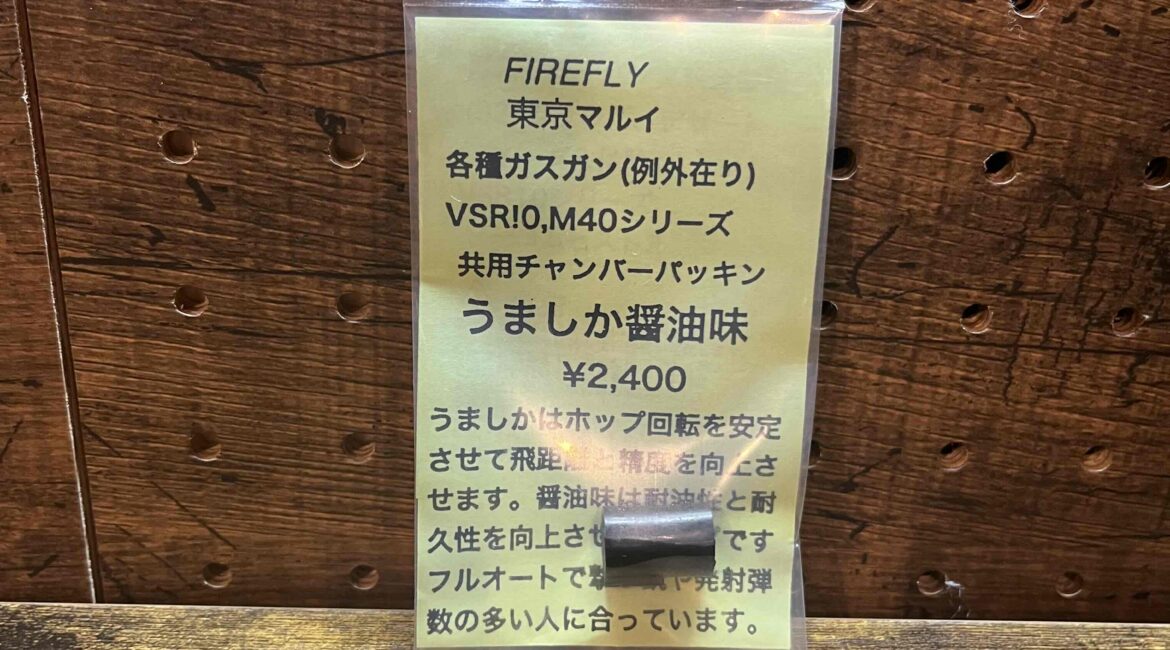 FIREFLY
東京マルイ
各種ガスガン(例外在り)
VSR!0,M40シリーズ
共用チャンバーパッキン
うましか醤油味
¥2,400
うましかはホップ回転を安定
させて飛距離と精度を向上さ
せます。醤油味は耐油性と耐
久性を向上させ です
フルオートで撃 や発射弾
数の多い人に合っています。